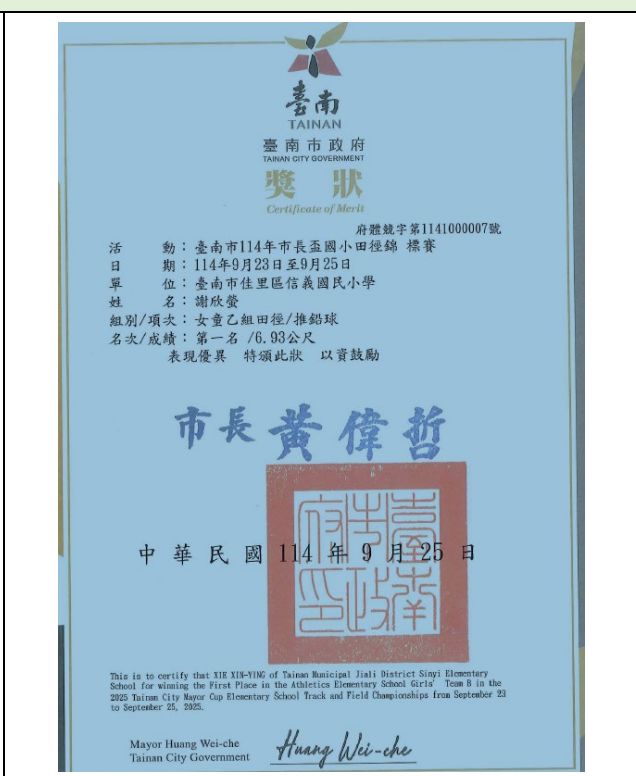 臺南
TAINAN
臺南市政府
TAINAN CITY GOVERNMENT
獎 狀
Certificate of Merit
府體競字第1141000007號
活　　動：臺南市114年市長盃國小田徑錦 標賽
日　　期：114年9月23日至9月25日
單　　位：臺南市佳里區信義國民小學
姓　　名：謝欣螢
組別/項次：女童乙組田徑/推鉛球
名次/成績：第一名 /6.93公尺
表現優異　特頒此狀　以資鼓勵
市長 黃偉哲
臺南市政府印
中 華 民 國 114 年 9 月 25 日
This is to certify that XIE XIN-YING of Tainan Municipal Jiali District Sinyi Elementary
School for winning the First Place in the Athletics Elementary School Girls' Team B in the
2025 Tainan City Mayor Cup Elementary School Track and Field Championships from September 23
to September 25, 2025.
Mayor Huang Wei-che
Tainan City Government
Huang Wei-che